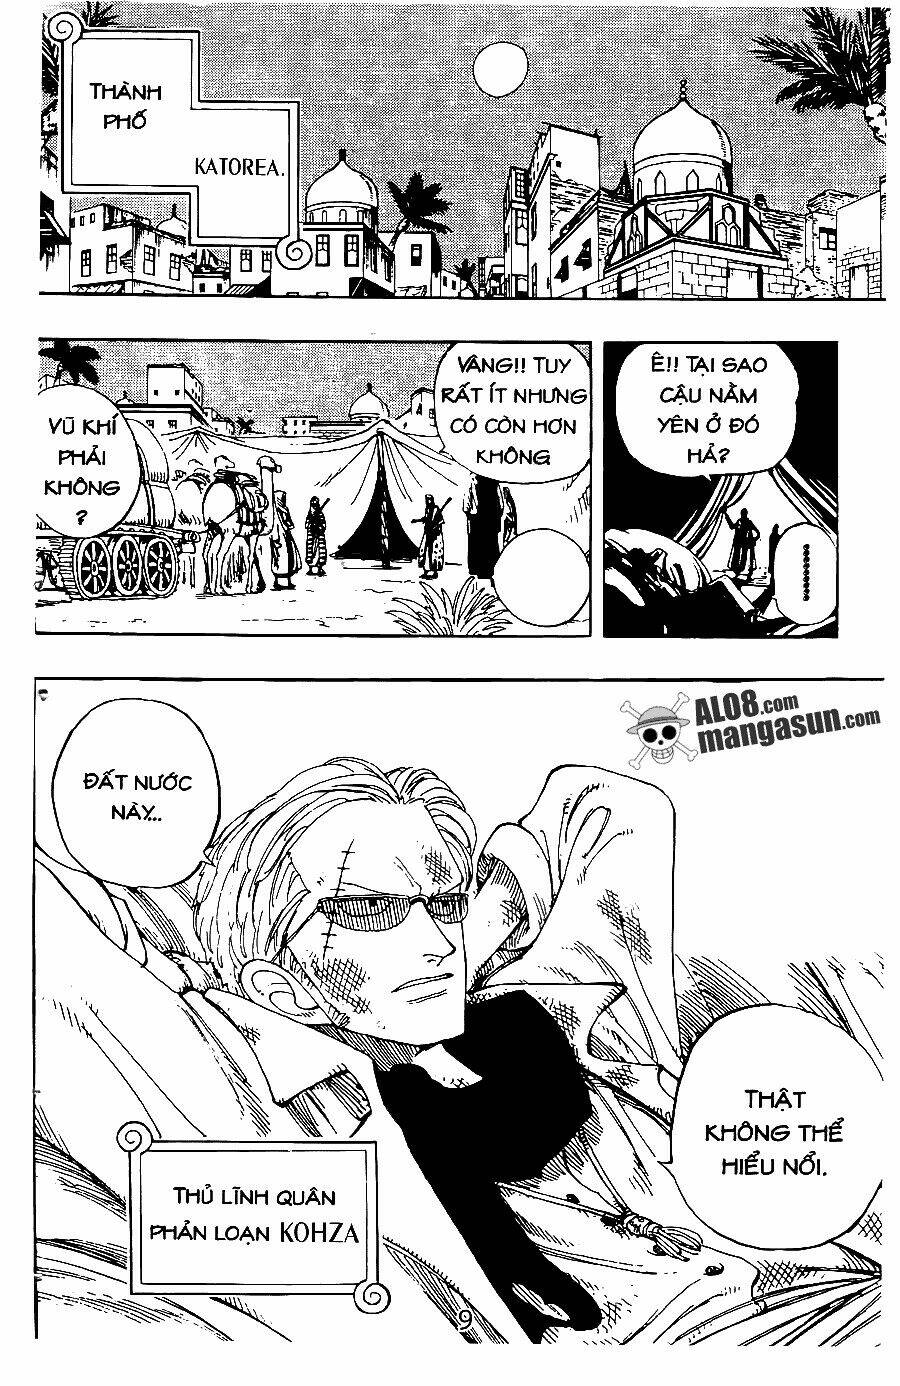 THÀNH
PHỐ
KATOREA.
VŨ KHÍ
PHẢI
KHÔNG
?
VÂNG!! TUY
RẤT ÍT NHƯNG
CÓ CÒN HƠN
KHÔNG
Ê!! TẠI SAO
CẬU NẰM
YÊN Ở ĐÓ
HẢ?
..........
AL08.com
mangasun.com
ĐẤT NƯỚC
NÀY...
THẬT
KHÔNG THỂ
HIỂU NỔI.
THỦ LĨNH QUÂN
PHẢN LOẠN KOHZA
9